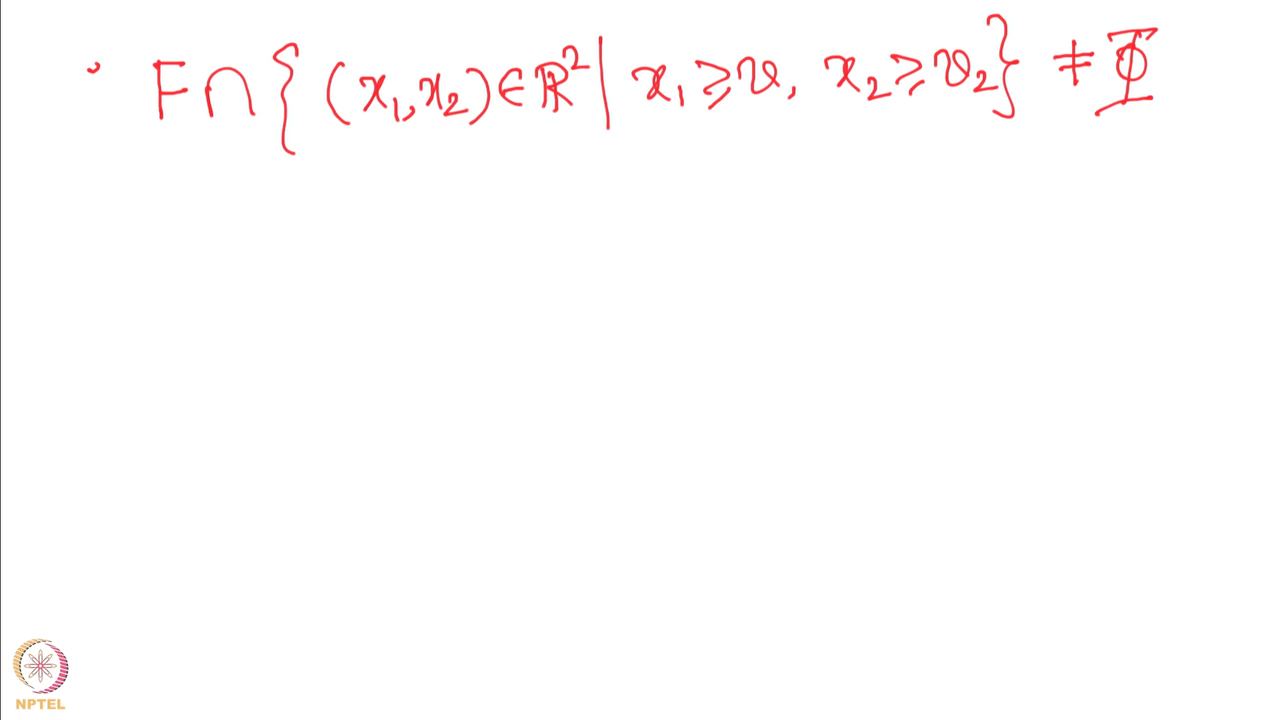 • F ∩ { (x₁, x₂) ∈ ℝ² | x₁ ⩾ v, x₂ ⩾ v₂ } ≠ Φ
NPTEL